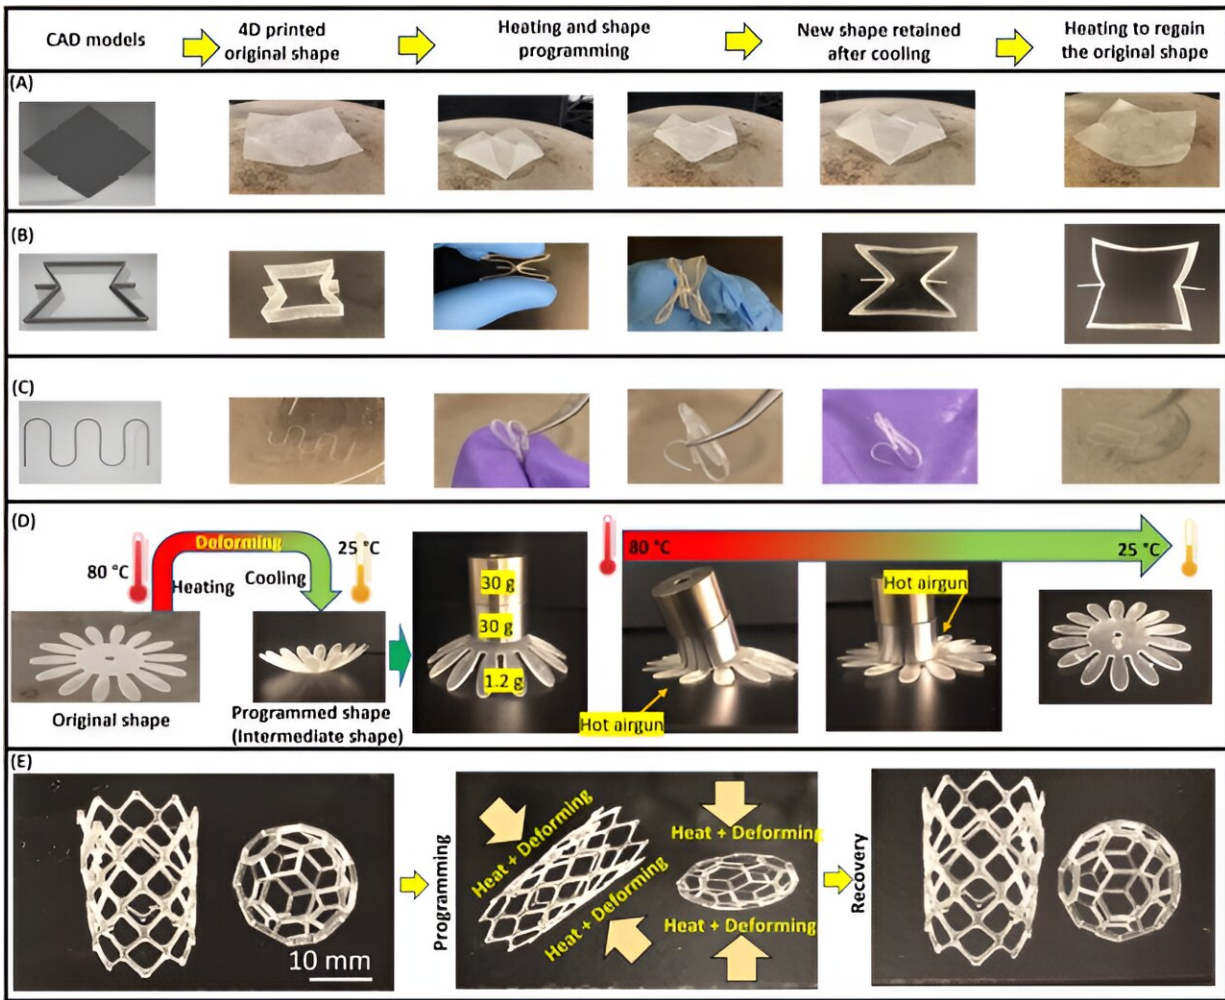 CAD models
4D printed
original shape
Heating and shape
programming
New shape retained
after cooling
Heating to regain
the original shape
(A)
(B)
(C)
(D)
80 °C
Deforming
Heating
Cooling
25 °C
Original shape
Programmed shape
(Intermediate shape)
30 g
30 g
1.2 g
80 °C
25 °C
Hot airgun
Hot airgun
(E)
10 mm
Programming
Heat + Deforming
Heat + Deforming
Heat + Deforming
Heat + Deforming
Recovery